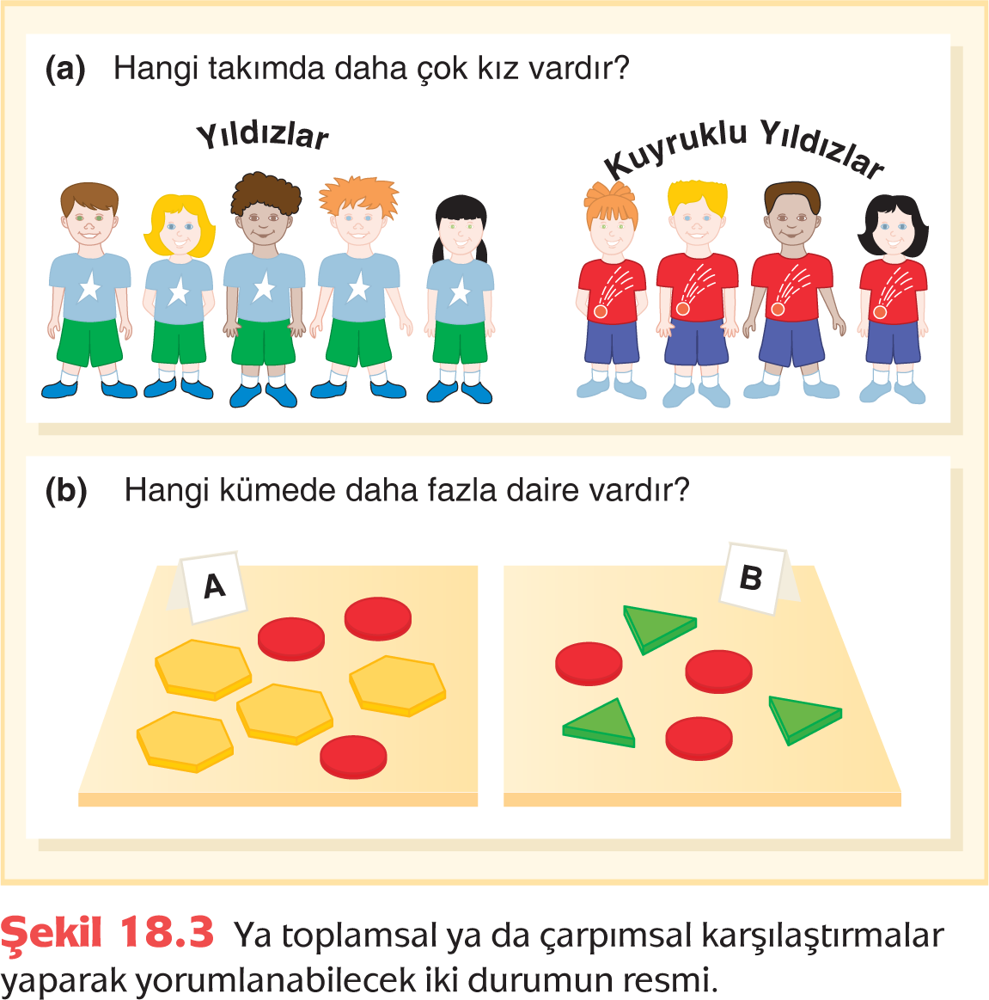 (a) Hangi takımda daha çok kız vardır?
Yıldızlar
Kuyruklu Yıldızlar
(b) Hangi kümede daha fazla daire vardır?
A
B
Şekil 18.3 Ya toplamsal ya da çarpımsal karşılaştırmalar
yaparak yorumlanabilecek iki durumun resmi.